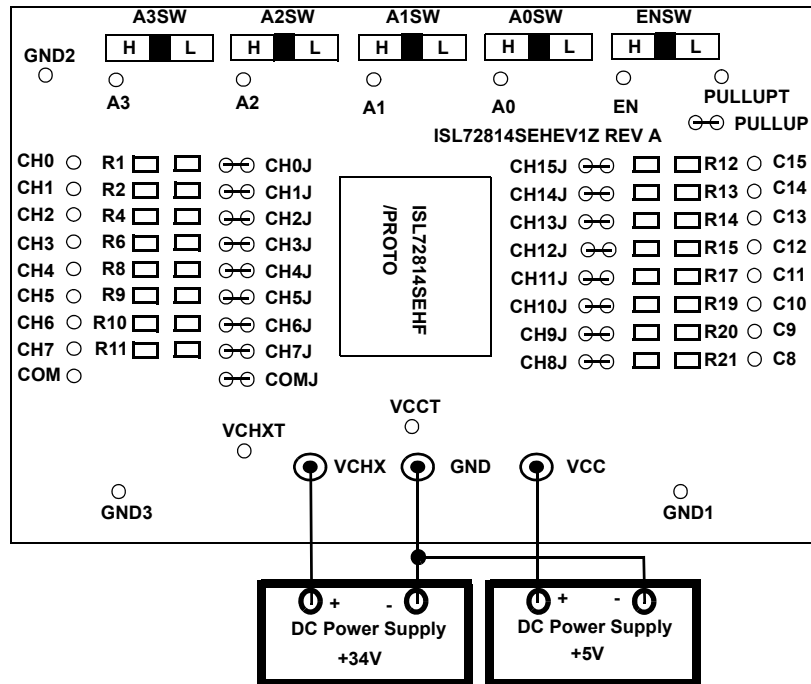 A3SW A2SW A1SW A0SW ENSW
H L H L H L H L H L
GND2
A3 A2 A1 A0 EN PULLUPT
PULLUP
ISL72814SEHEV1Z REV A
CH0 R1 CH0J CH15J R12 C15
CH1 R2 CH1J CH14J R13 C14
CH2 R4 CH2J CH13J R14 C13
CH3 R6 CH3J CH12J R15 C12
CH4 R8 CH4J CH11J R17 C11
CH5 R9 CH5J CH10J R19 C10
CH6 R10 CH6J CH9J R20 C9
CH7 R11 CH7J CH8J R21 C8
COM COMJ
ISL72814SEHF
/PROTO
VCCT
VCHXT
VCHX GND VCC
GND3 GND1
+ - + -
DC Power Supply DC Power Supply
+34V +5V